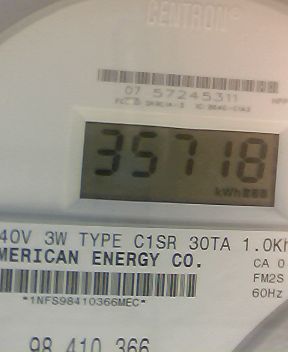 CENTRON®
07 57245311
35718
kWh
40V 3W TYPE C1SR 30TA 1.0Kh
MERICAN ENERGY CO.
CA 0
FM2S
60Hz
*1NFS98410366MEC*
98 410 366